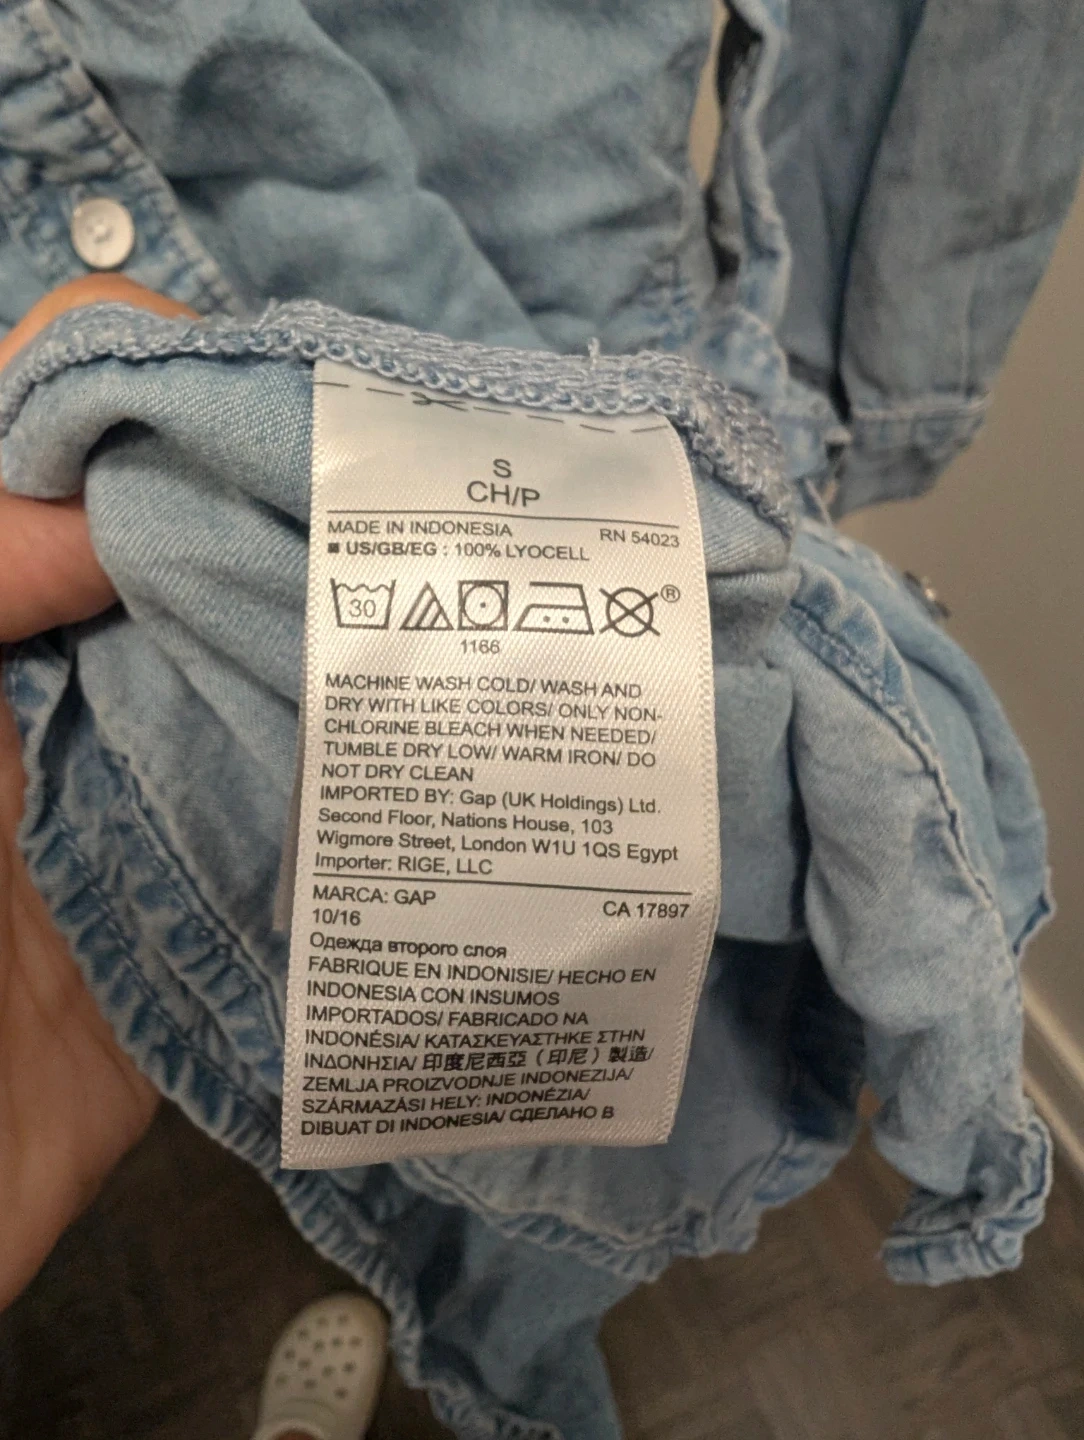 S
CH/P
MADE IN INDONESIA RN 54023
■ US/GB/EG : 100% LYOCELL
30 ®
1166
MACHINE WASH COLD/ WASH AND
DRY WITH LIKE COLORS/ ONLY NON-
CHLORINE BLEACH WHEN NEEDED/
TUMBLE DRY LOW/ WARM IRON/ DO
NOT DRY CLEAN
IMPORTED BY: Gap (UK Holdings) Ltd.
Second Floor, Nations House, 103
Wigmore Street, London W1U 1QS Egypt
Importer: RIGE, LLC
MARCA: GAP CA 17897
10/16
Одежда второго слоя
FABRIQUE EN INDONISIE/ HECHO EN
INDONESIA CON INSUMOS
IMPORTADOS/ FABRICADO NA
INDONÉSIA/ ΚΑΤΑΣΚΕΥΑΣΤΗΚΕ ΣΤΗΝ
ΙΝΔΟΝΗΣΙΑ/ 印度尼西亞（印尼）製造/
ZEMLJA PROIZVODNJE INDONEZIJA/
SZÁRMAZÁSI HELY: INDONÉZIA/
DIBUAT DI INDONESIA/ СДЕЛАНО В